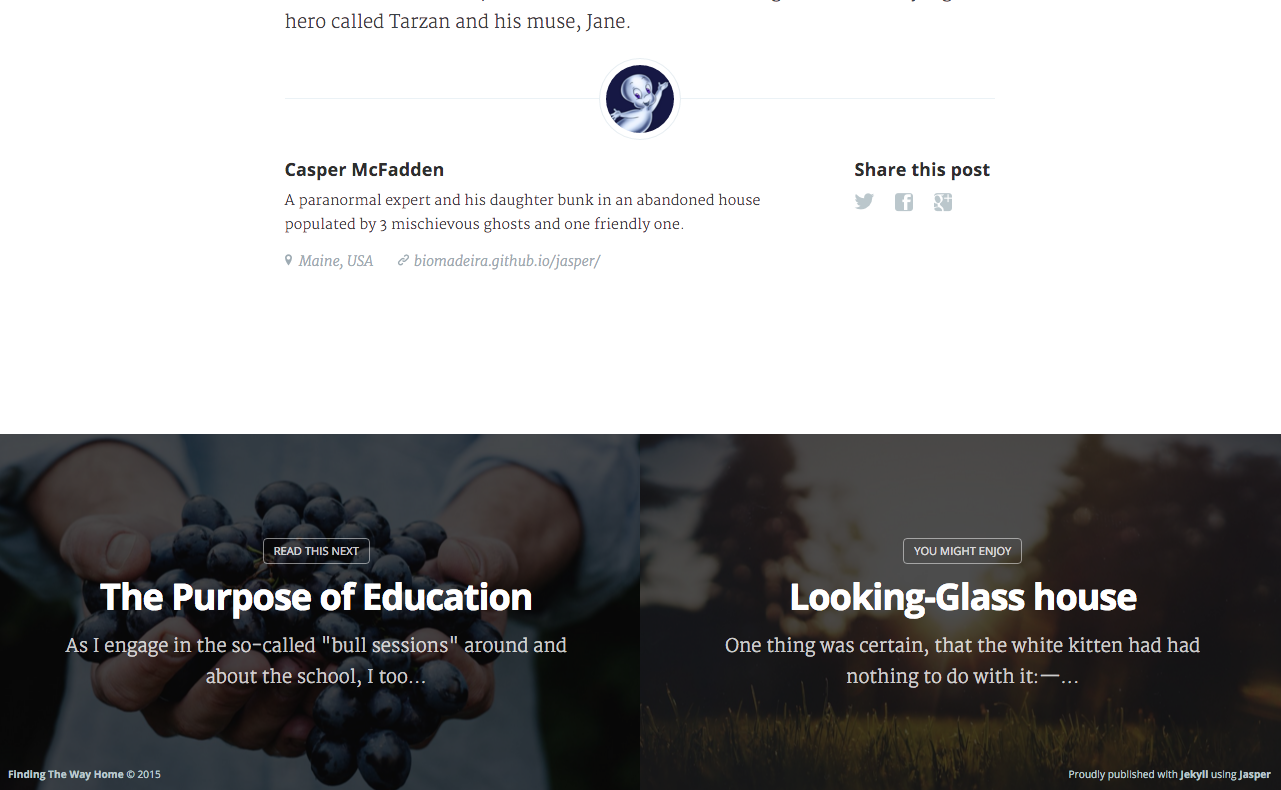 hero called Tarzan and his muse, Jane.
Casper McFadden
A paranormal expert and his daughter bunk in an abandoned house
populated by 3 mischievous ghosts and one friendly one.
Maine, USA biomadeira.github.io/jasper/
Share this post
READ THIS NEXT
The Purpose of Education
As I engage in the so-called "bull sessions" around and
about the school, I too...
YOU MIGHT ENJOY
Looking-Glass house
One thing was certain, that the white kitten had had
nothing to do with it:—...
Finding The Way Home © 2015
Proudly published with Jekyll using Jasper